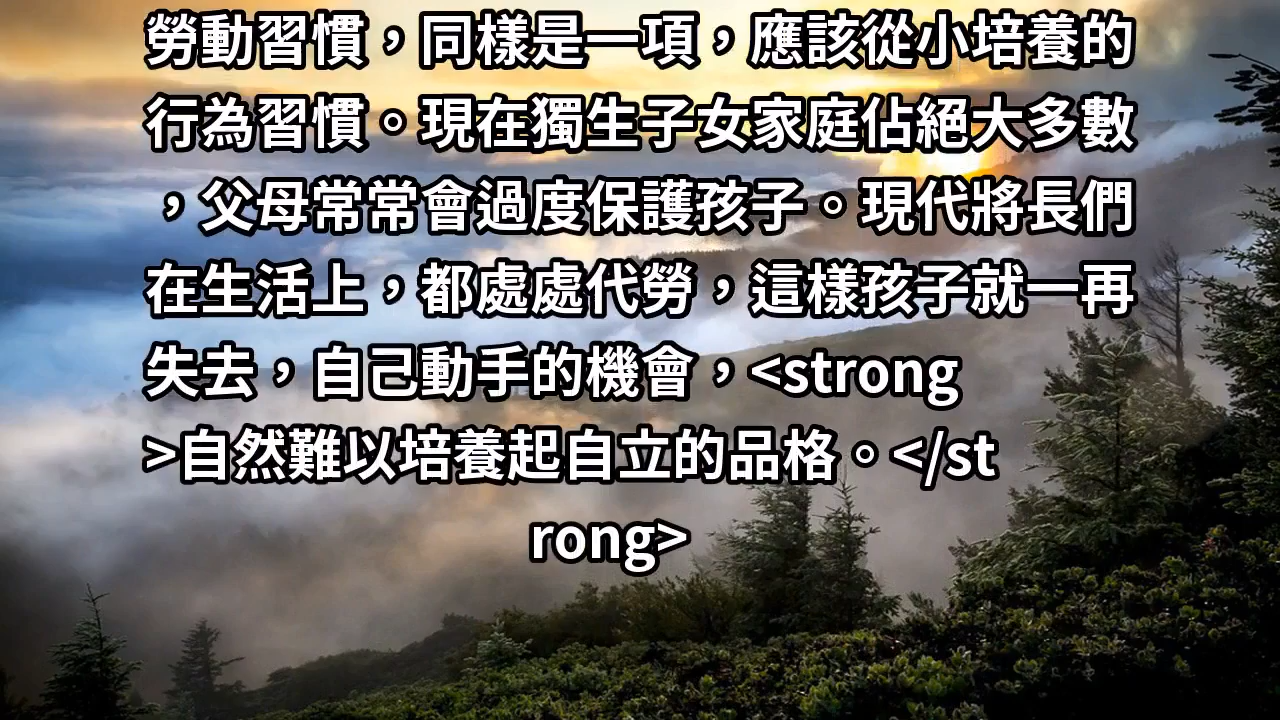 勞動習慣，同樣是一項，應該從小培養的
行為習慣。現在獨生子女家庭佔絕大多數
，父母常常會過度保護孩子。現代將長們
在生活上，都處處代勞，這樣孩子就一再
失去，自己動手的機會，<strong
>自然難以培養起自立的品格。</st
rong>